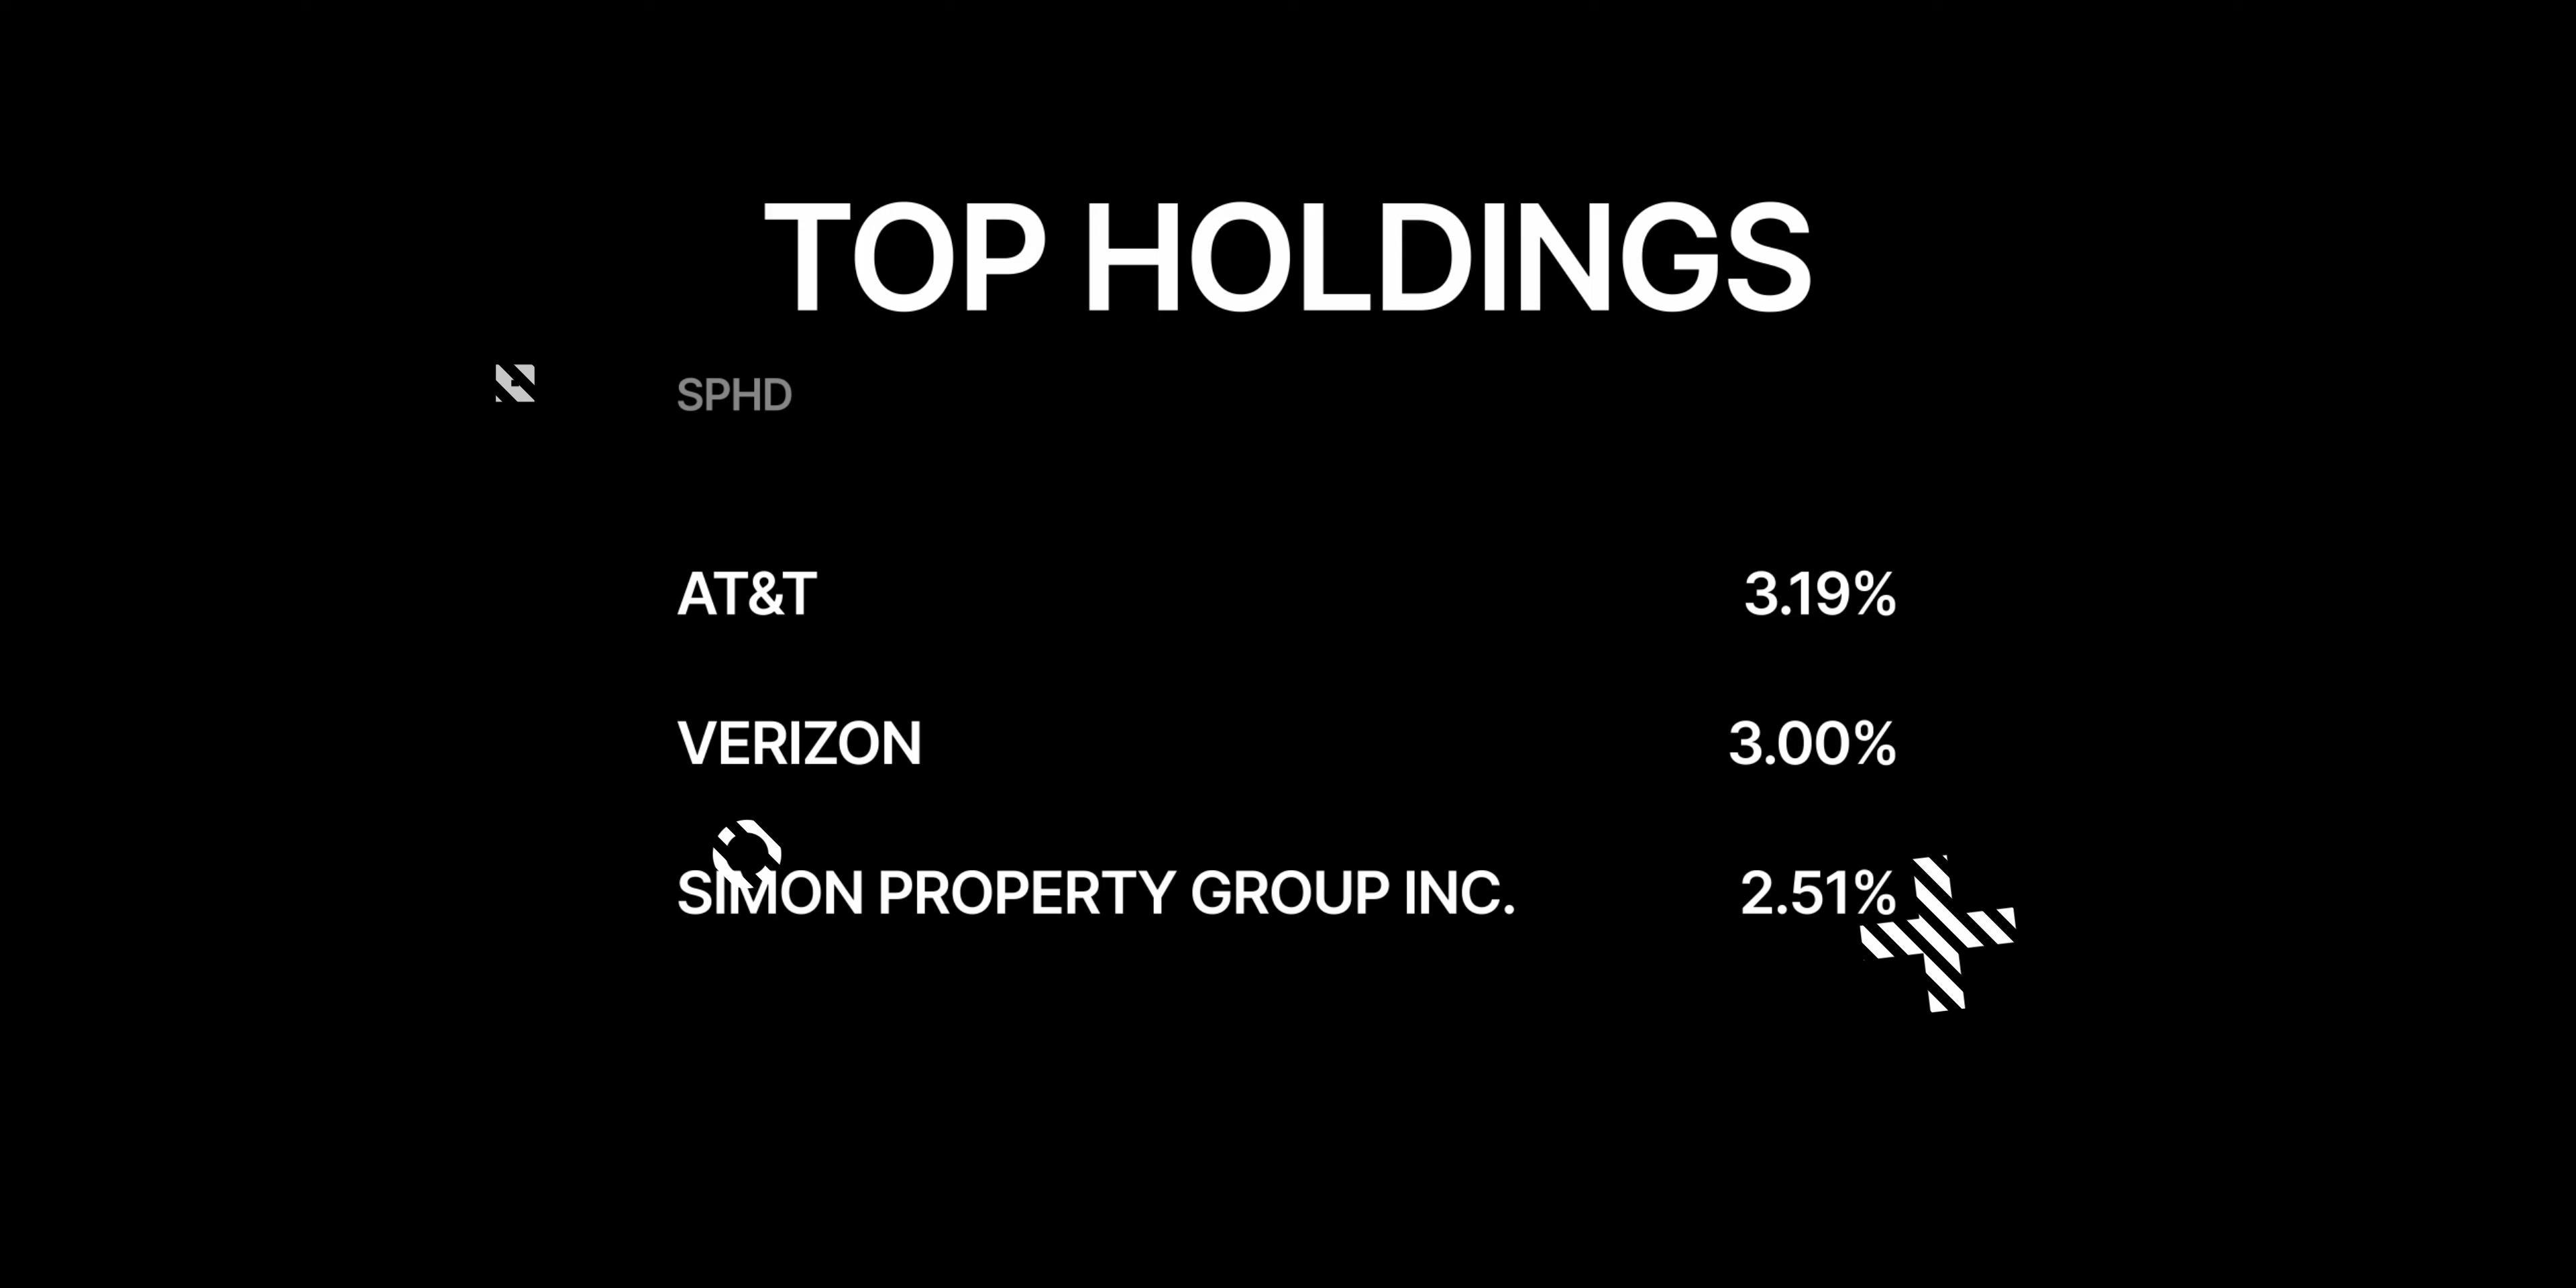 TOP HOLDINGS
SPHD
AT&T 3.19%
VERIZON 3.00%
SIMON PROPERTY GROUP INC. 2.51%